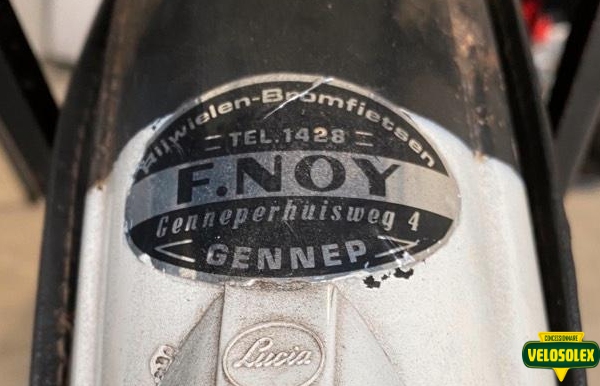 Rijwielen-Bromfietsen
TEL.1428
F.NOY
Genneperhuisweg 4
GENNEP
Lucia
CONCESSIONNAIRE
VELOSOLEX